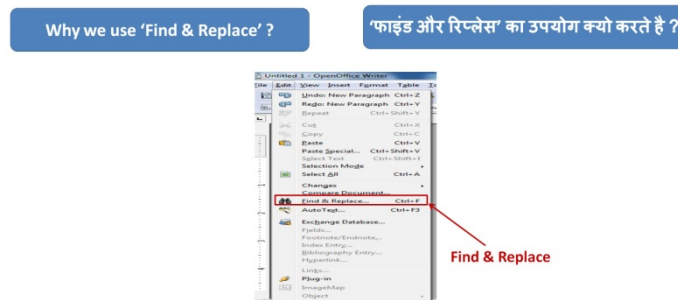 Why we use ‘Find & Replace’ ?
‘फाइंड और रिप्लेस’ का उपयोग क्यो करते है ?
Untitled 1 - OpenOffice Writer
File Edit View Insert Format Table
Undo: New Paragraph Ctrl+Z
Redo: New Paragraph Ctrl+Y
Repeat Ctrl+Shift+Y
Cut Ctrl+X
Copy Ctrl+C
Paste Ctrl+V
Paste Special... Ctrl+Shift+V
Select Text Ctrl+Shift+I
Selection Mode
Select All Ctrl+A
Changes
Compare Document...
Find & Replace... Ctrl+F
AutoText... Ctrl+F3
Exchange Database...
Fields...
Footnote/Endnote...
Index Entry...
Bibliography Entry...
Hyperlink...
Links...
Plug-in
ImageMap
Object
Find & Replace